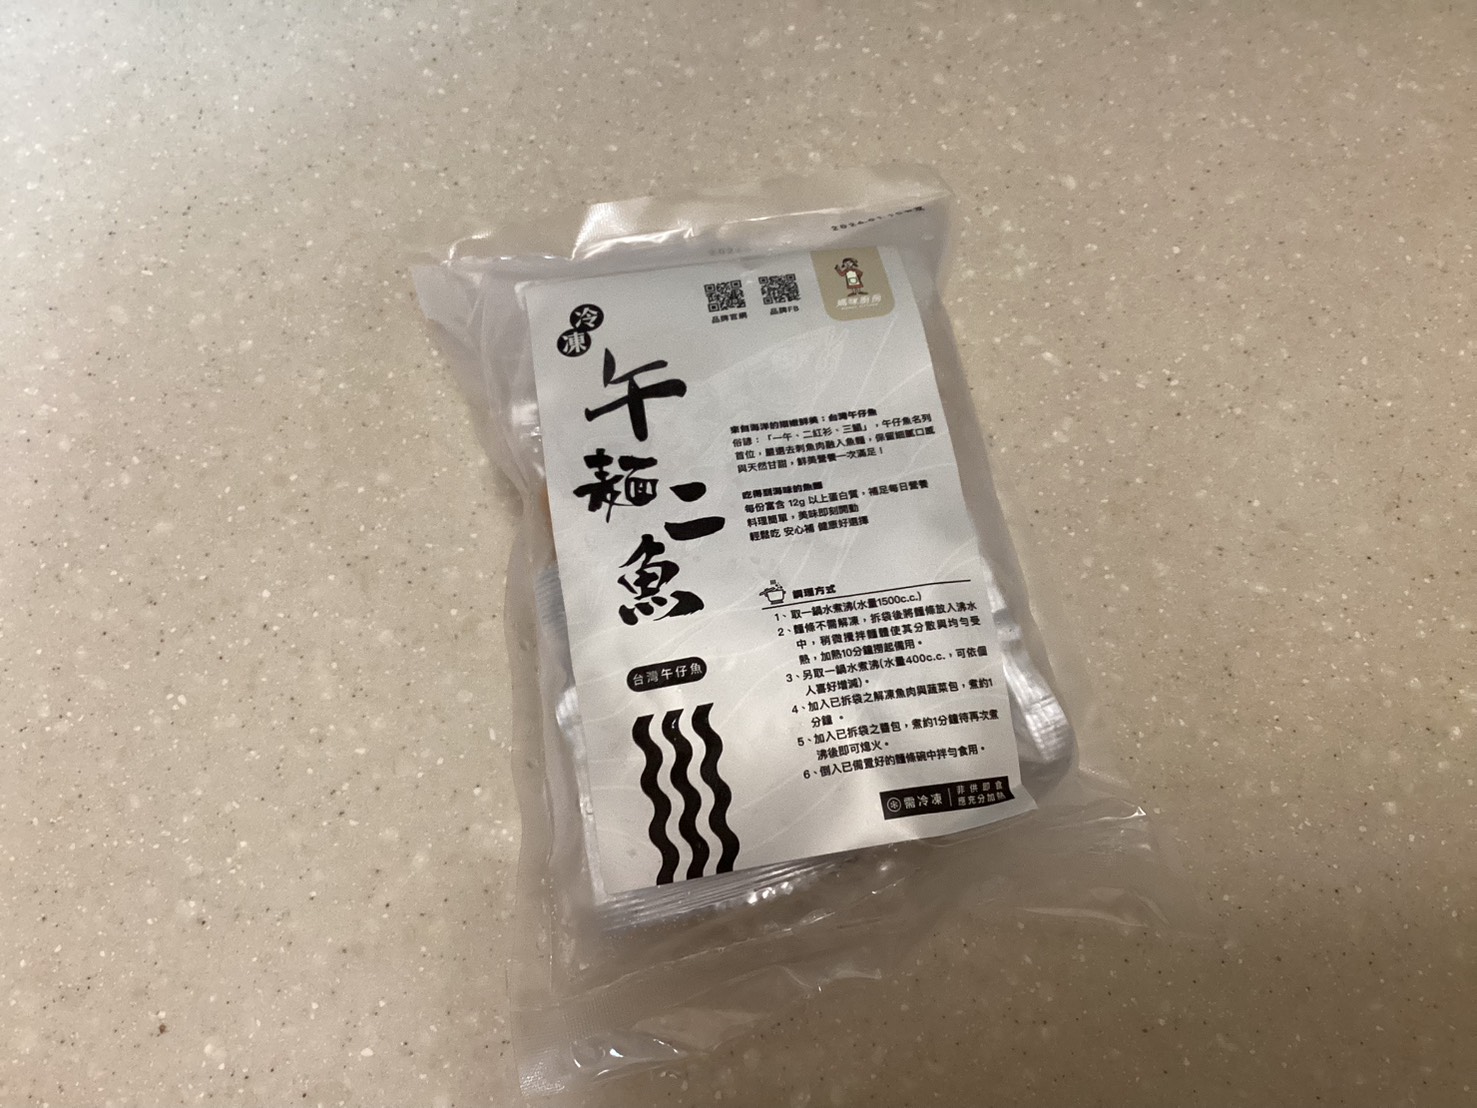 品牌官網
品牌FB
冷凍
午
麵二
魚
台灣午仔魚
來自海洋的細緻鮮美：台灣午仔魚
俗諺：「一午、二紅衫、三鯧」，午仔魚名列
首位，嚴選去刺魚肉融入魚麵，保留細膩口感
與天然甘甜，鮮美營養一次滿足！
吃得到海味的魚麵
每份富含 12g 以上蛋白質，補足每日營養
料理簡單，美味即刻開動
輕鬆吃 安心補 健康好選擇
調理方式
1、取一鍋水煮沸(水量1500c.c.)
2、麵條不需解凍，拆袋後將麵條放入沸水
中，稍微攪拌麵體使其分散與均勻受
熱，加熱10分鐘撈起備用。
3、另取一鍋水煮沸(水量400c.c.，可依個
人喜好增減)。
4、加入已拆袋之解凍魚肉與蔬菜包，煮約1
分鐘 。
5、加入已拆袋之醬包，煮約1分鐘待再次煮
沸後即可熄火。
6、倒入已備置好的麵條碗中拌勻食用。
需冷凍
非供即食
應充分加熱